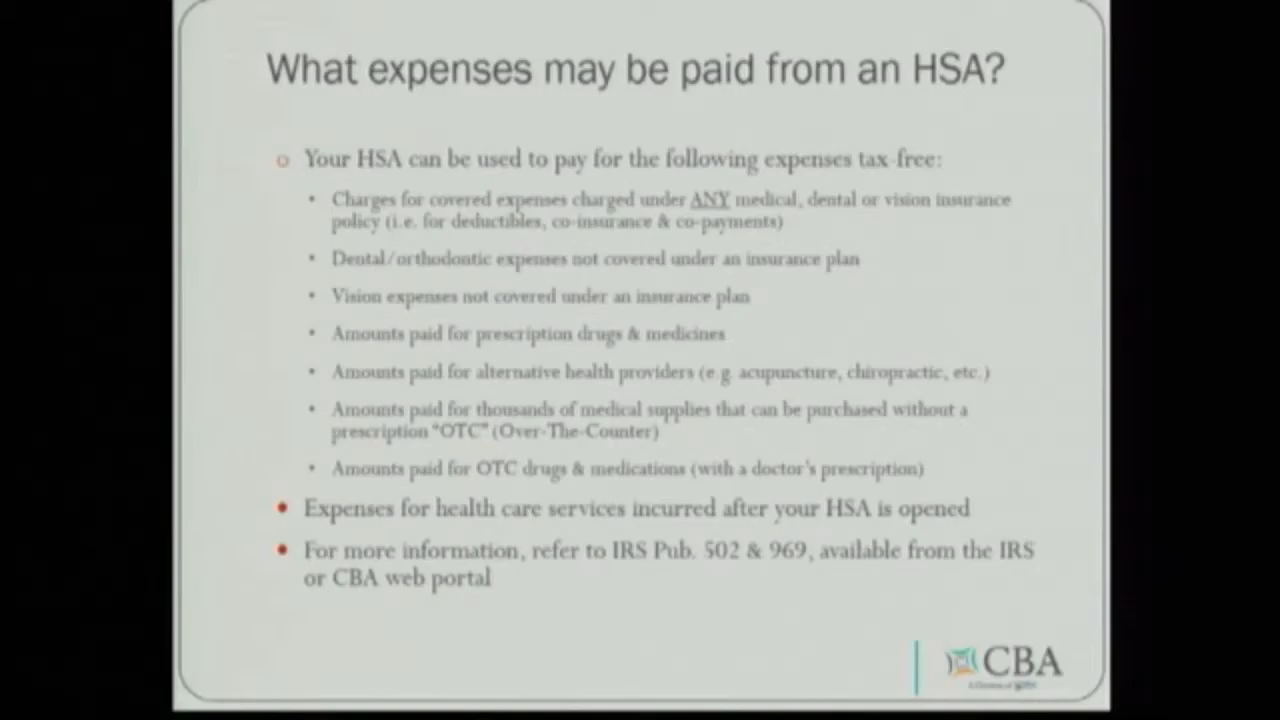 What expenses may be paid from an HSA?
Your HSA can be used to pay for the following expenses tax-free:
Charges for covered expenses charged under ANY medical, dental or vision insurance
policy (i.e. for deductibles, co-insurance & co-payments)
Dental/orthodontic expenses not covered under an insurance plan
Vision expenses not covered under an insurance plan
Amounts paid for prescription drugs & medicines
Amounts paid for alternative health providers (e.g. acupuncture, chiropractic, etc.)
Amounts paid for thousands of medical supplies that can be purchased without a
prescription "OTC" (Over-The-Counter)
Amounts paid for OTC drugs & medications (with a doctor's prescription)
Expenses for health care services incurred after your HSA is opened
For more information, refer to IRS Pub. 502 & 969, available from the IRS
or CBA web portal
CBA